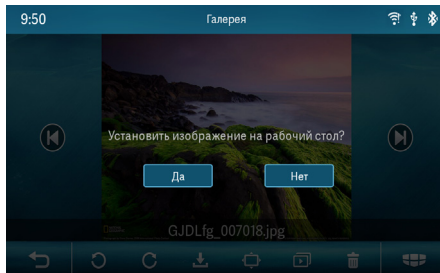 9:50
Галерея
Установить изображение на рабочий стол?
Да
Нет
GJDLfg_007018.jpg